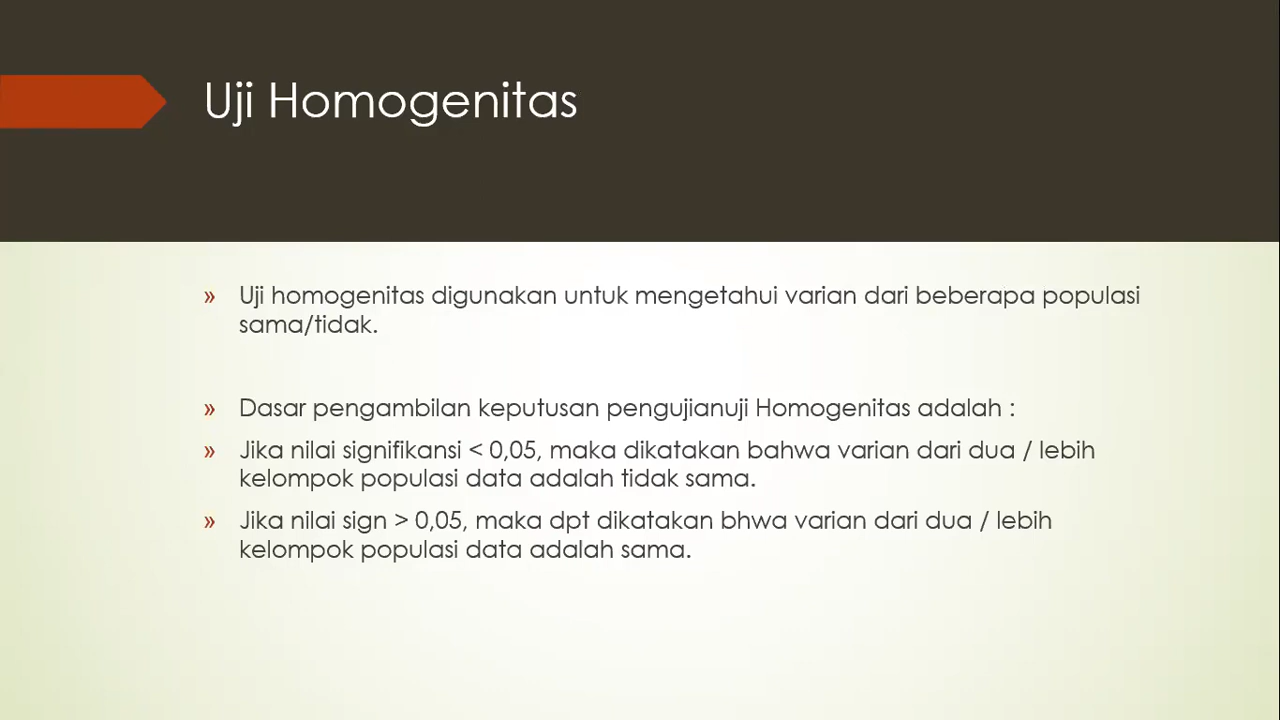 Uji Homogenitas
» Uji homogenitas digunakan untuk mengetahui varian dari beberapa populasi
sama/tidak.
» Dasar pengambilan keputusan pengujianuji Homogenitas adalah :
» Jika nilai signifikansi < 0,05, maka dikatakan bahwa varian dari dua / lebih
kelompok populasi data adalah tidak sama.
» Jika nilai sign > 0,05, maka dpt dikatakan bhwa varian dari dua / lebih
kelompok populasi data adalah sama.